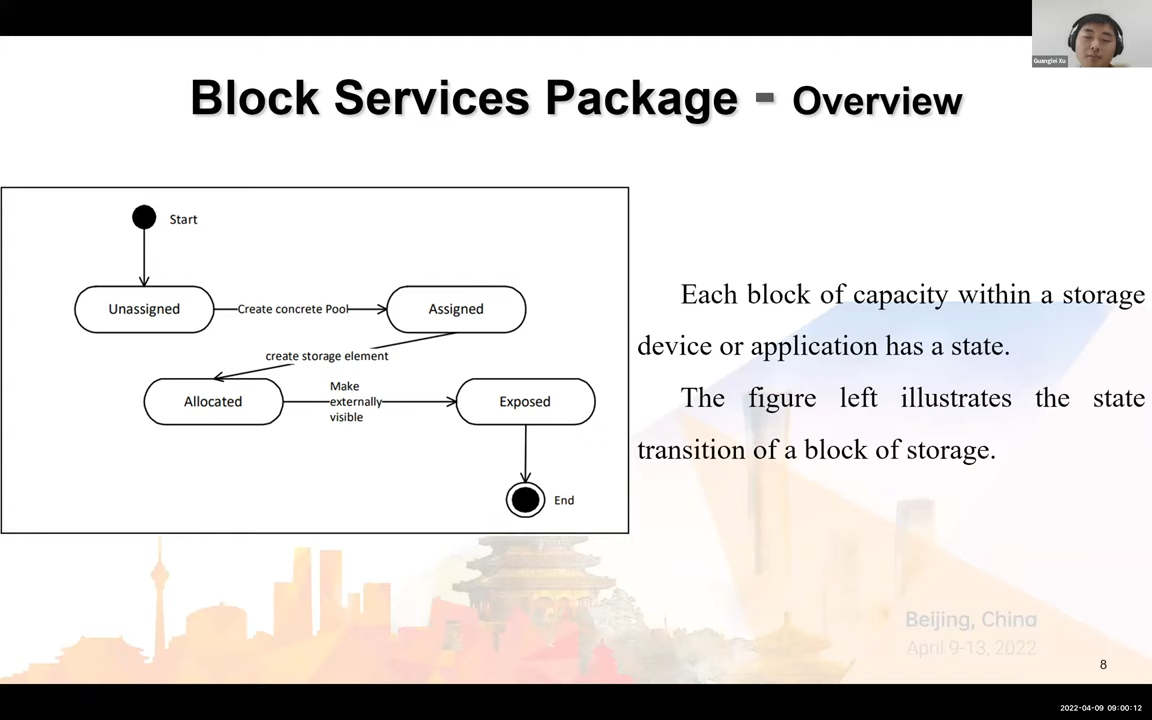 Guanglei Xu
Block Services Package - Overview
Start
Unassigned
Create concrete Pool
Assigned
create storage element
Allocated
Make
externally
visible
Exposed
End
Each block of capacity within a storage
device or application has a state.
The figure left illustrates the state
transition of a block of storage.
Beijing, China
April 9-13, 2022
8
2022-04-09 09:00:12